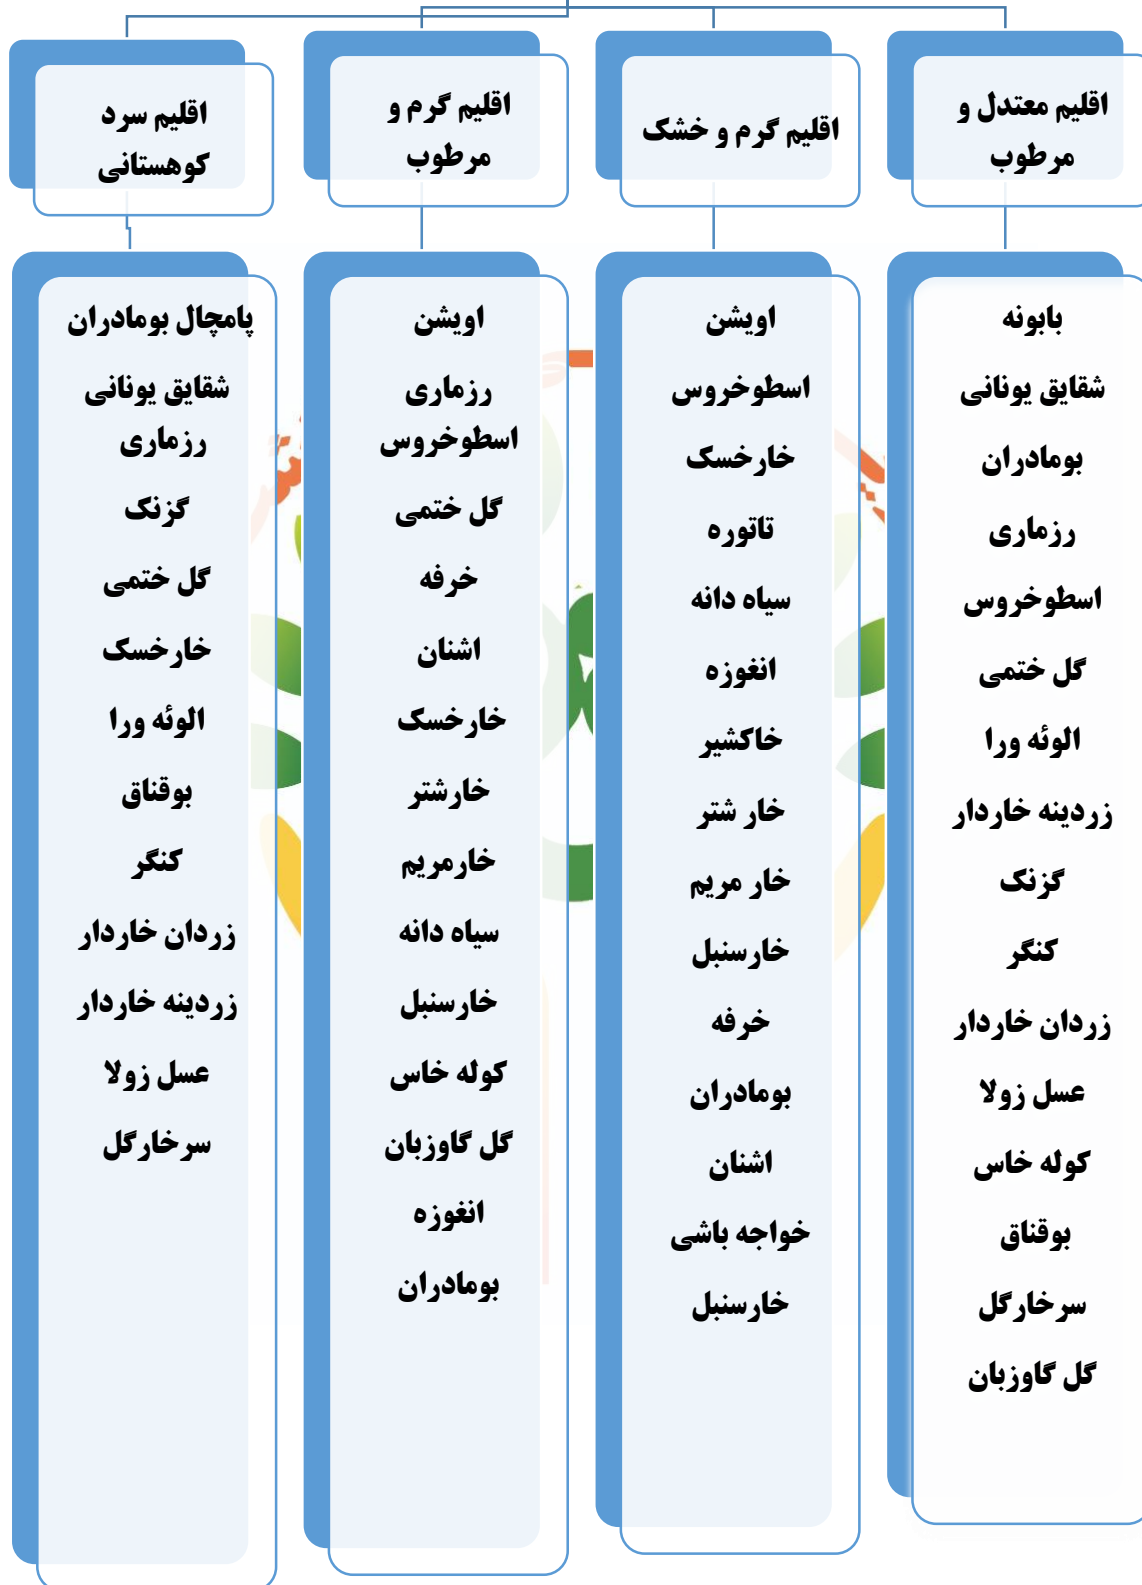 اقلیم معتدل و
مرطوب
بابونه
شقایق یونانی
بومادران
رزماری
اسطوخروس
گل ختمی
الوئه ورا
زردینه خاردار
گزنک
کنگر
زردان خاردار
عسل زولا
کوله خاس
بوقناق
سرخارگل
گل گاوزبان
اقلیم گرم و خشک
اویشن
اسطوخروس
خارخسک
تاتوره
سیاه دانه
انغوزه
خاکشیر
خار شتر
خار مریم
خارسنبل
خرفه
بومادران
اشنان
خواجه باشی
خارسنبل
اقلیم گرم و
مرطوب
اویشن
رزماری
اسطوخروس
گل ختمی
خرفه
اشنان
خارخسک
خارشتر
خارمریم
سیاه دانه
خارسنبل
کوله خاس
گل گاوزبان
انغوزه
بومادران
اقلیم سرد
کوهستانی
پامچال بومادران
شقایق یونانی
رزماری
گزنک
گل ختمی
خارخسک
الوئه ورا
بوقناق
کنگر
زردان خاردار
زردینه خاردار
عسل زولا
سرخارگل